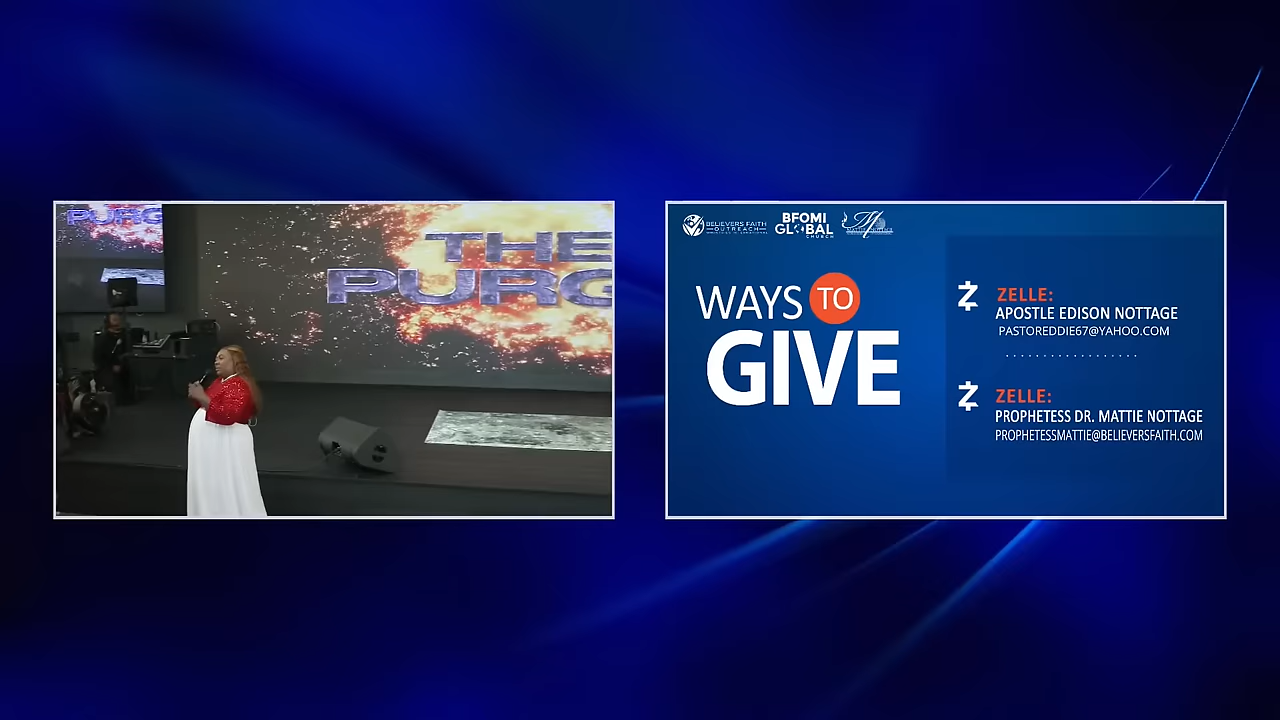 PURG
THE
PURG
BELIEVERS FAITH
OUTREACH
BFOMI
GLOBAL
CHURCH
WAYS TO
GIVE
ZELLE:
APOSTLE EDISON NOTTAGE
PASTOREDDIE67@YAHOO.COM
ZELLE:
PROPHETESS DR. MATTIE NOTTAGE
PROPHETESSMATTIE@BELIEVERSFAITH.COM